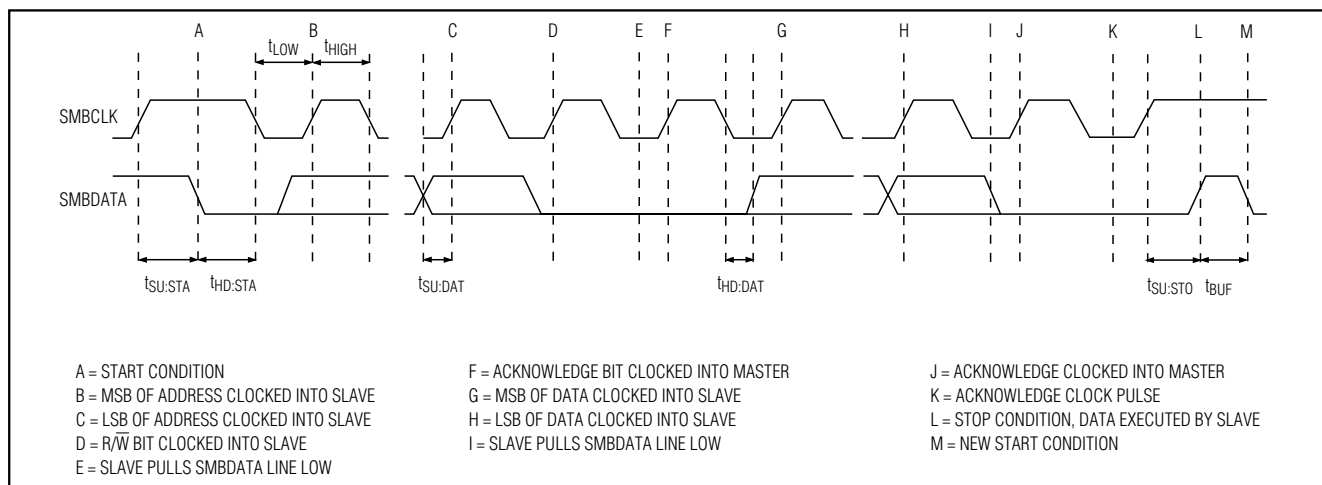 A B C D E F G H I J K L M
tLOW tHIGH
SMBCLK
SMBDATA
tSU:STA tHD:STA tSU:DAT tHD:DAT tSU:STO tBUF
A = START CONDITION
B = MSB OF ADDRESS CLOCKED INTO SLAVE
C = LSB OF ADDRESS CLOCKED INTO SLAVE
D = R/W̅ BIT CLOCKED INTO SLAVE
E = SLAVE PULLS SMBDATA LINE LOW
F = ACKNOWLEDGE BIT CLOCKED INTO MASTER
G = MSB OF DATA CLOCKED INTO SLAVE
H = LSB OF DATA CLOCKED INTO SLAVE
I = SLAVE PULLS SMBDATA LINE LOW
J = ACKNOWLEDGE CLOCKED INTO MASTER
K = ACKNOWLEDGE CLOCK PULSE
L = STOP CONDITION, DATA EXECUTED BY SLAVE
M = NEW START CONDITION